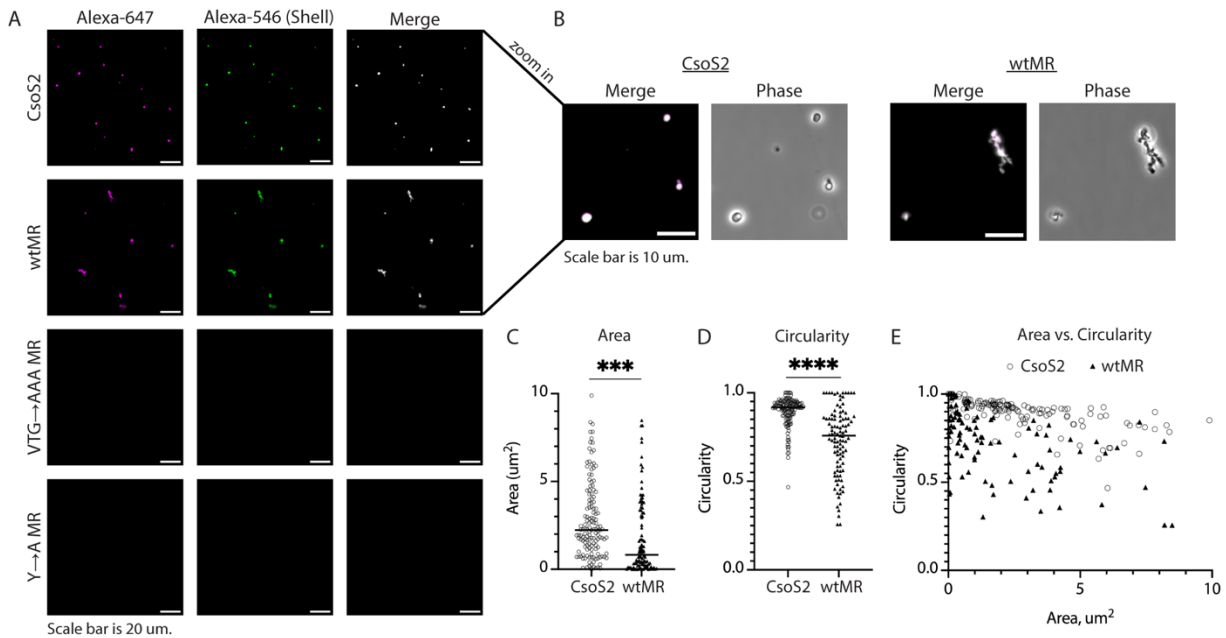 A
Alexa-647
Alexa-546 (Shell)
Merge
CsoS2
wtMR
VTG→AAA MR
Y→A MR
Scale bar is 20 um.
zoom in
B
CsoS2
wtMR
Merge
Phase
Merge
Phase
Scale bar is 10 um.
C
Area
***
Area (um²)
10
5
0
CsoS2
wtMR
D
Circularity
****
Circularity
1.0
0.5
0.0
CsoS2
wtMR
E
Area vs. Circularity
CsoS2
wtMR
Circularity
1.0
0.5
0.0
0
5
10
Area, um²